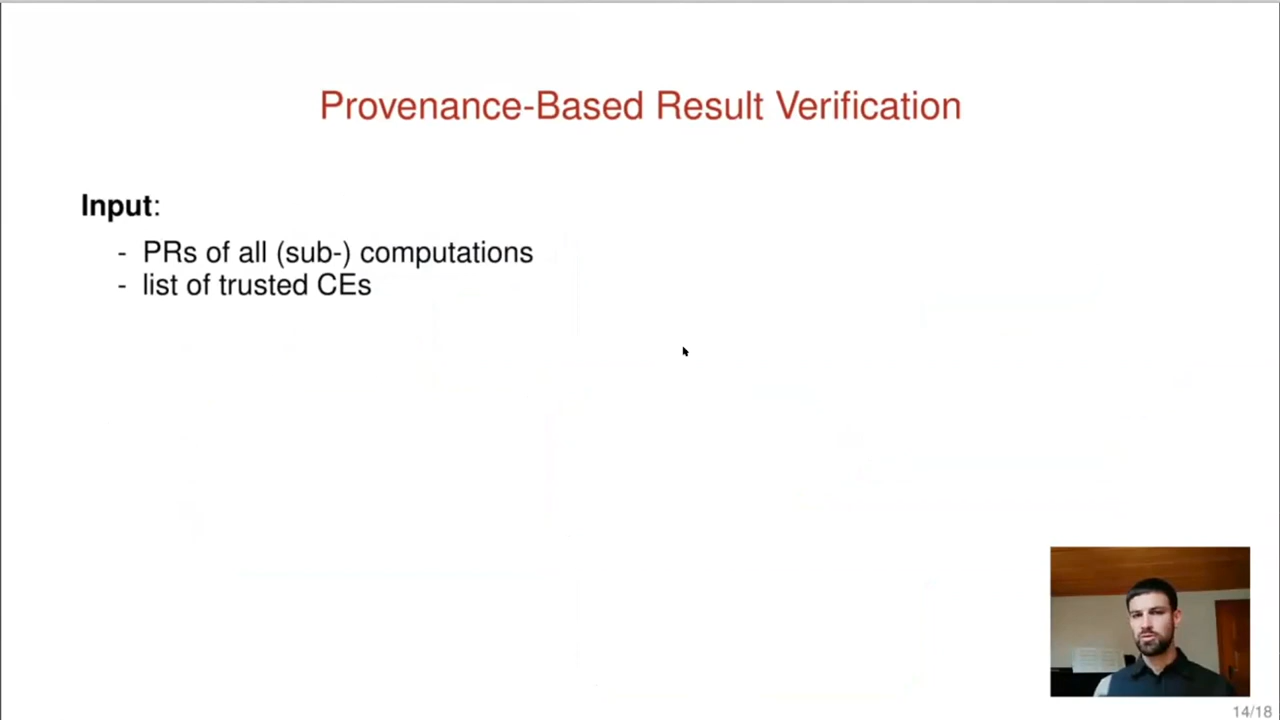 Provenance-Based Result Verification
Input:
- PRs of all (sub-) computations
- list of trusted CEs
14/18